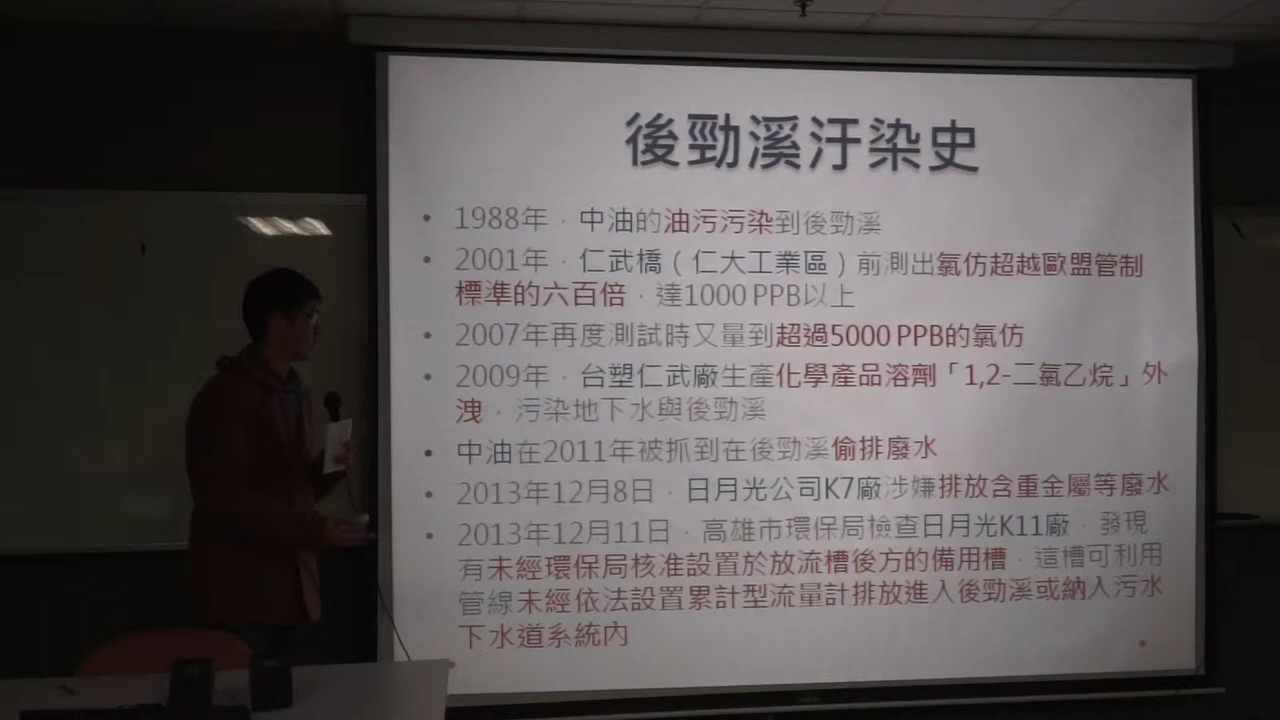 後勁溪汙染史
• 1988年，中油的油污污染到後勁溪
• 2001年，仁武橋（仁大工業區）前測出氯仿超越歐盟管制
標準的六百倍，達1000 PPB以上
• 2007年再度測試時又量到超過5000 PPB的氯仿
• 2009年，台塑仁武廠生產化學產品溶劑「1,2-二氯乙烷」外
洩，污染地下水與後勁溪
• 中油在2011年被抓到在後勁溪偷排廢水
• 2013年12月8日，日月光公司K7廠涉嫌排放含重金屬等廢水
• 2013年12月11日，高雄市環保局檢查日月光K11廠，發現
有未經環保局核准設置於放流槽後方的備用槽，這槽可利用
管線未經依法設置累計型流量計排放進入後勁溪或納入污水
下水道系統內